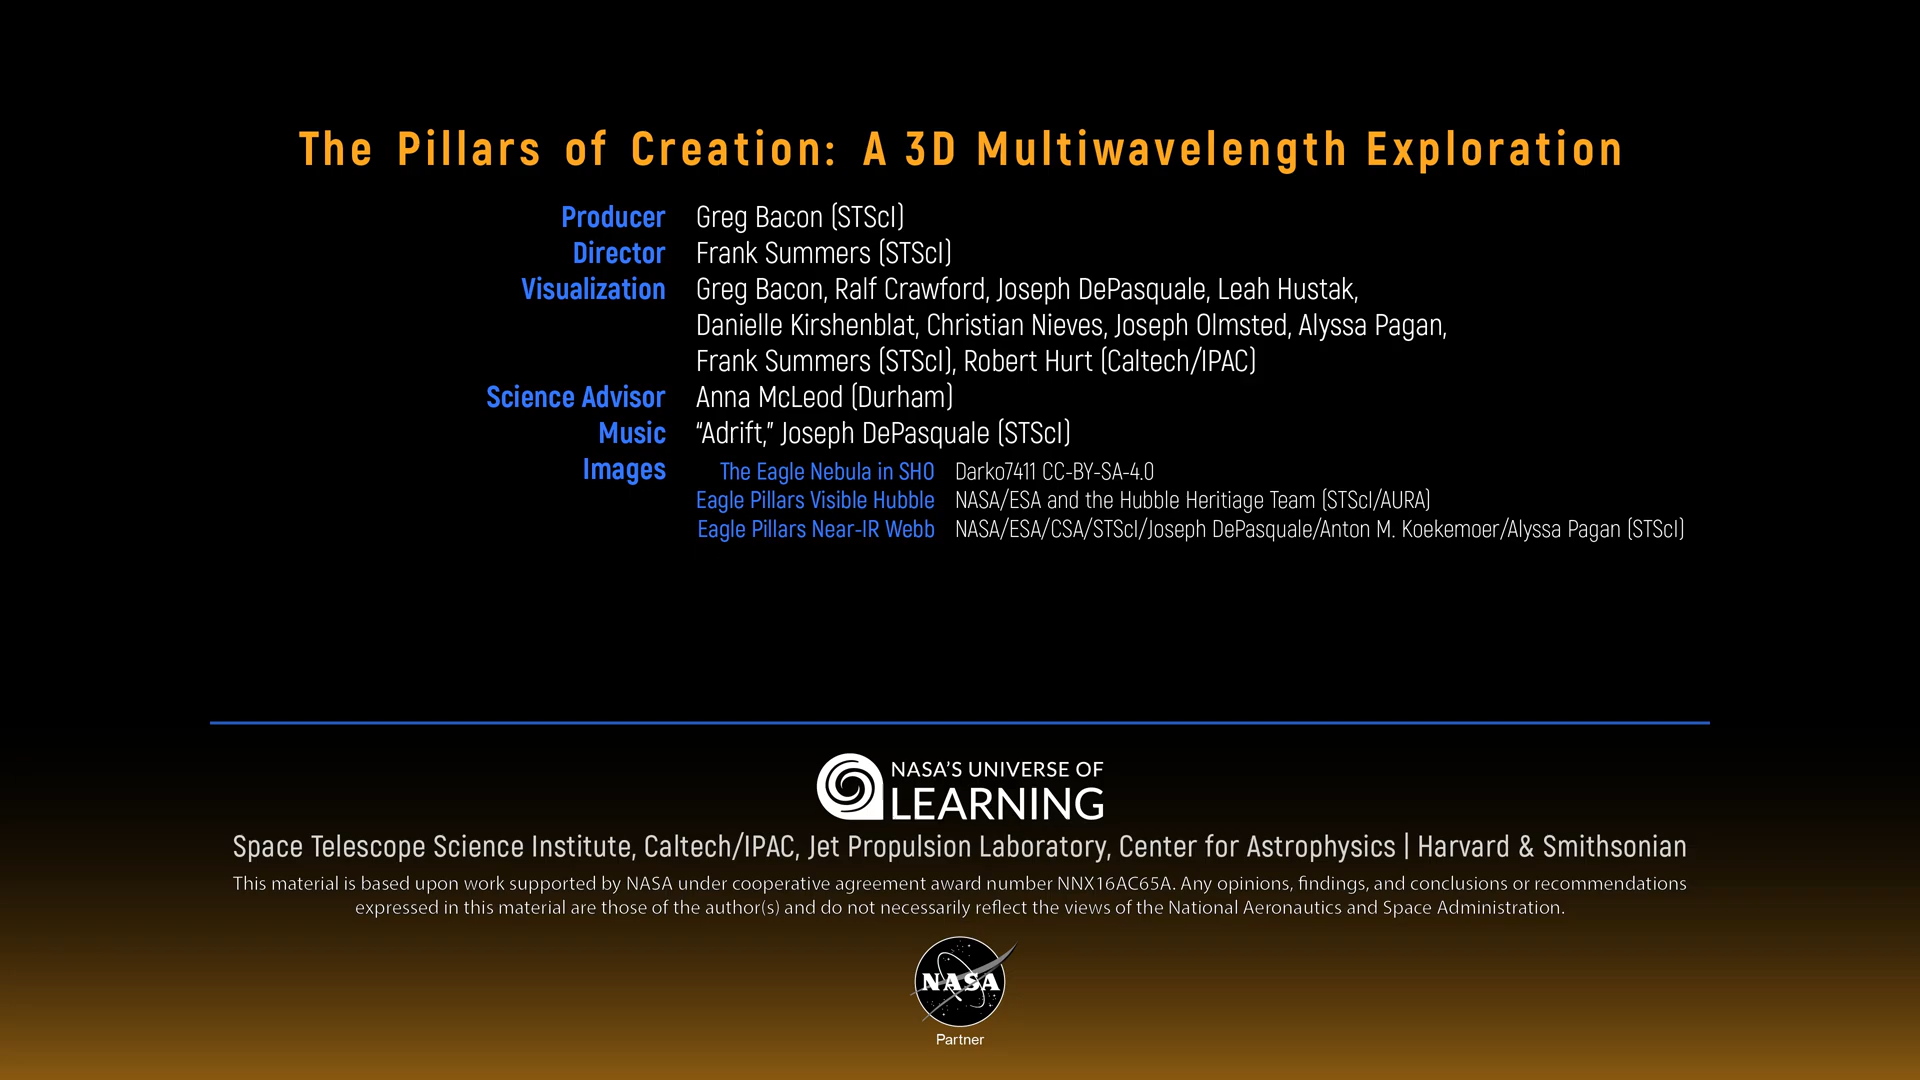 The Pillars of Creation: A 3D Multiwavelength Exploration
Producer Greg Bacon (STScI)
Director Frank Summers (STScI)
Visualization Greg Bacon, Ralf Crawford, Joseph DePasquale, Leah Hustak,
Danielle Kirshenblat, Christian Nieves, Joseph Olmsted, Alyssa Pagan,
Frank Summers (STScI), Robert Hurt (Caltech/IPAC)
Science Advisor Anna McLeod (Durham)
Music “Adrift,” Joseph DePasquale (STScI)
Images The Eagle Nebula in SHO Darko7411 CC-BY-SA-4.0
Eagle Pillars Visible Hubble NASA/ESA and the Hubble Heritiage Team (STScI/AURA)
Eagle Pillars Near-IR Webb NASA/ESA/CSA/STScI/Joseph DePasquale/Anton M. Koekemoer/Alyssa Pagan (STScI)
NASA’S UNIVERSE OF
LEARNING
Space Telescope Science Institute, Caltech/IPAC, Jet Propulsion Laboratory, Center for Astrophysics | Harvard & Smithsonian
This material is based upon work supported by NASA under cooperative agreement award number NNX16AC65A. Any opinions, findings, and conclusions or recommendations
expressed in this material are those of the author(s) and do not necessarily reflect the views of the National Aeronautics and Space Administration.
NASA
Partner